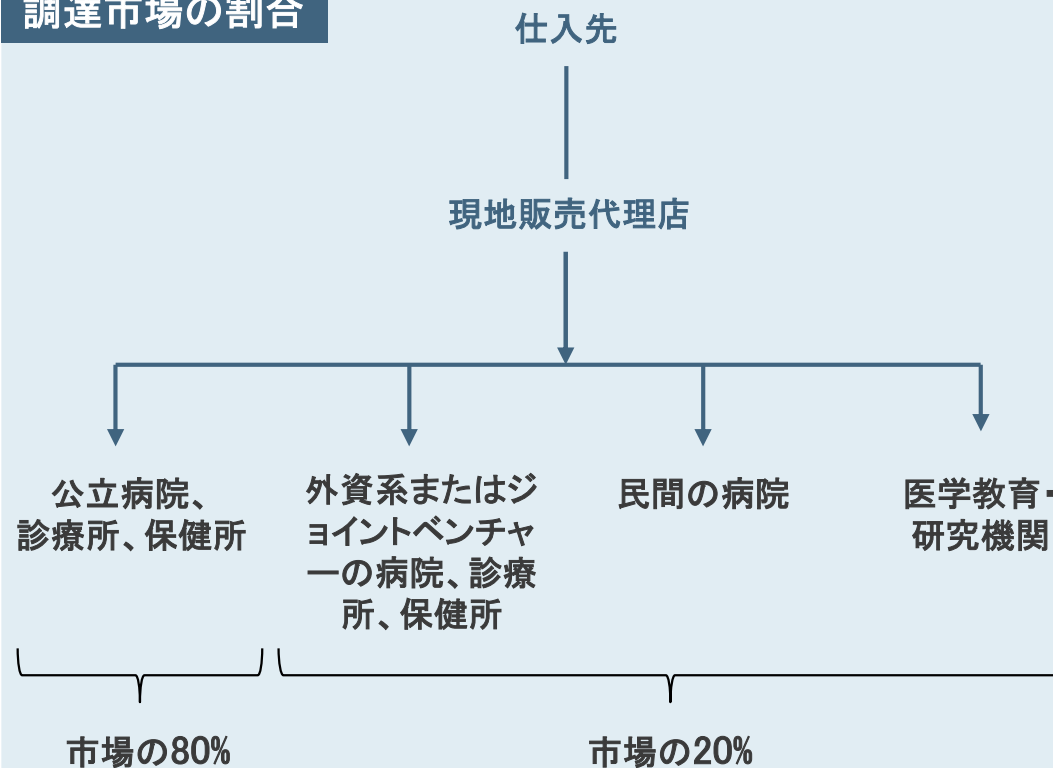 調達市場の割合
仕入先
現地販売代理店
公立病院、
診療所、保健所
外資系またはジ
ョイントベンチャ
ーの病院、診療
所、保健所
民間の病院
医学教育・
研究機関
市場の80%
市場の20%